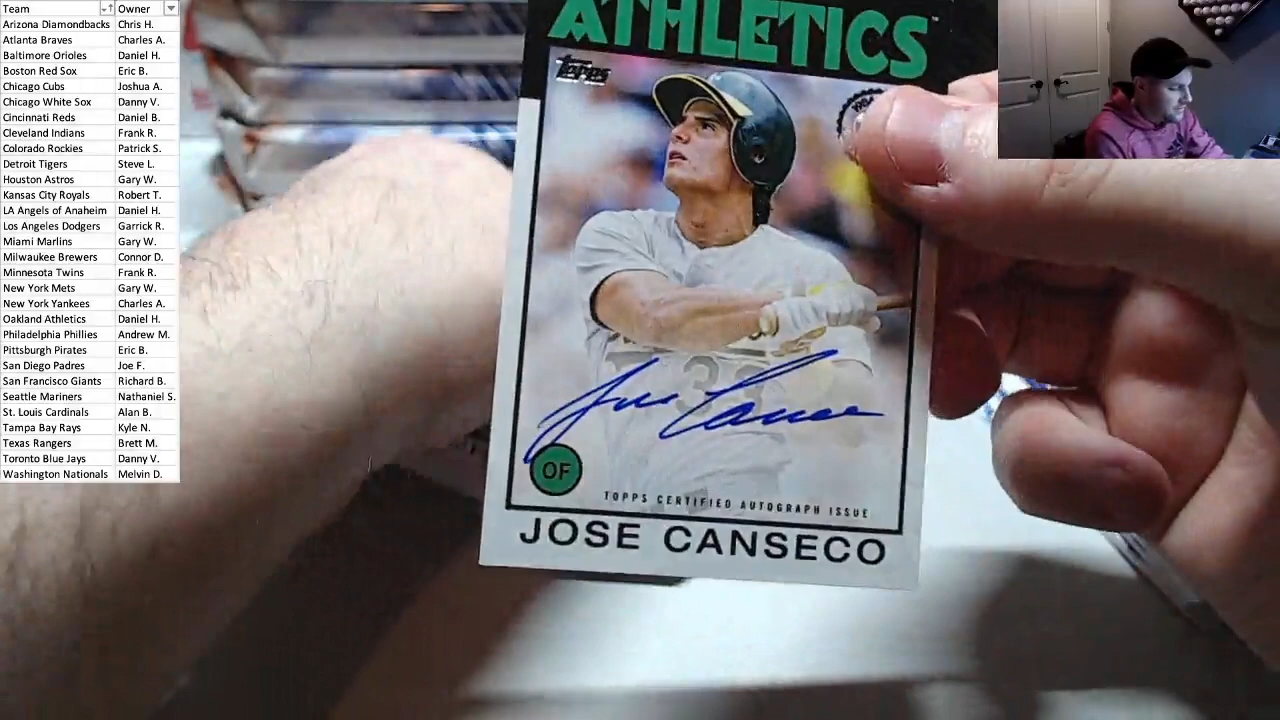 Team Owner
Arizona Diamondbacks Chris H.
Atlanta Braves Charles A.
Baltimore Orioles Daniel H.
Boston Red Sox Eric B.
Chicago Cubs Joshua A.
Chicago White Sox Danny V.
Cincinnati Reds Daniel B.
Cleveland Indians Frank R.
Colorado Rockies Patrick S.
Detroit Tigers Steve L.
Houston Astros Gary W.
Kansas City Royals Robert T.
LA Angels of Anaheim Daniel H.
Los Angeles Dodgers Garrick R.
Miami Marlins Gary W.
Milwaukee Brewers Connor D.
Minnesota Twins Frank R.
New York Mets Gary W.
New York Yankees Charles A.
Oakland Athletics Daniel H.
Philadelphia Phillies Andrew M.
Pittsburgh Pirates Eric B.
San Diego Padres Joe F.
San Francisco Giants Richard B.
Seattle Mariners Nathaniel S.
St. Louis Cardinals Alan B.
Tampa Bay Rays Kyle N.
Texas Rangers Brett M.
Toronto Blue Jays Danny V.
Washington Nationals Melvin D.
ATHLETICS™
Topps
Jose Canseco
OF
TOPPS CERTIFIED AUTOGRAPH ISSUE
JOSE CANSECO